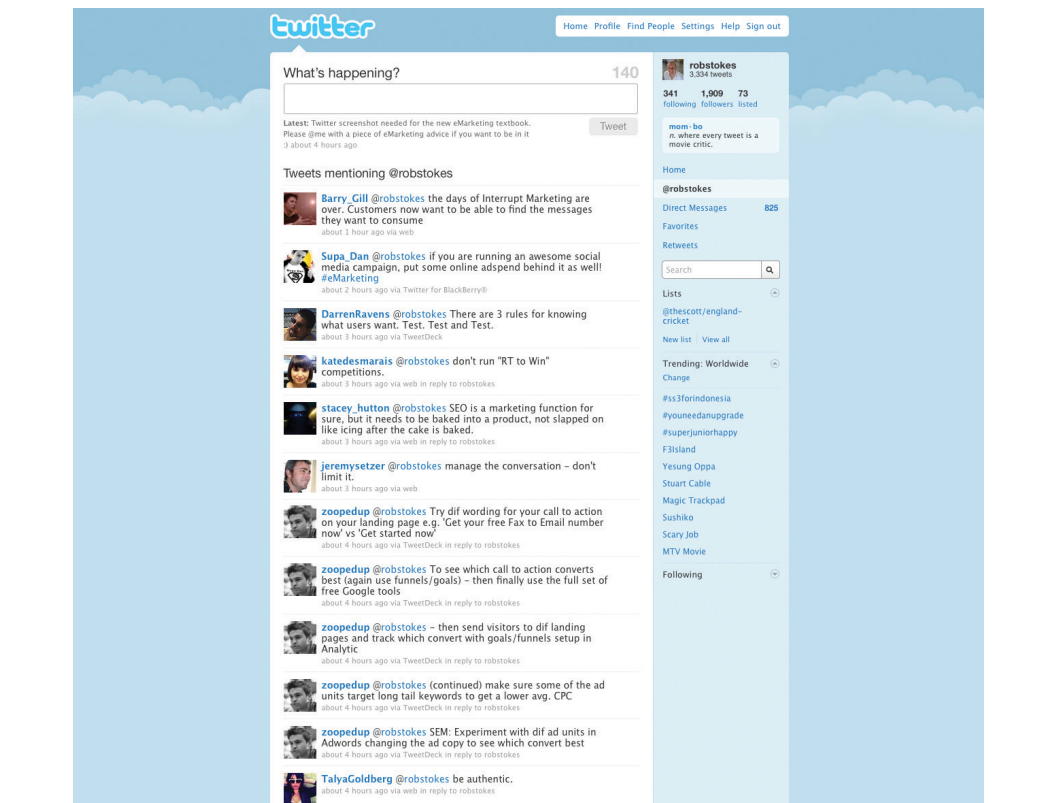 twitter
Home Profile Find People Settings Help Sign out
What's happening?
140
Latest: Twitter screenshot needed for the new eMarketing textbook.
Please @me with a piece of eMarketing advice if you want to be in it
:) about 4 hours ago
Tweet
Tweets mentioning @robstokes
Barry_Gill @robstokes the days of Interrupt Marketing are
over. Customers now want to be able to find the messages
they want to consume
about 1 hour ago via web
Supa_Dan @robstokes if you are running an awesome social
media campaign, put some online adspend behind it as well!
#eMarketing
about 2 hours ago via Twitter for BlackBerry®
DarrenRavens @robstokes There are 3 rules for knowing
what users want. Test. Test and Test.
about 3 hours ago via TweetDeck
katedesmarais @robstokes don't run "RT to Win"
competitions.
about 3 hours ago via web in reply to robstokes
stacey_hutton @robstokes SEO is a marketing function for
sure, but it needs to be baked into a product, not slapped on
like icing after the cake is baked.
about 3 hours ago via web in reply to robstokes
jeremysetzer @robstokes manage the conversation – don't
limit it.
about 3 hours ago via web
zoopedup @robstokes Try dif wording for your call to action
on your landing page e.g. 'Get your free Fax to Email number
now' vs 'Get started now'
about 4 hours ago via TweetDeck in reply to robstokes
zoopedup @robstokes To see which call to action converts
best (again use funnels/goals) – then finally use the full set of
free Google tools
about 4 hours ago via TweetDeck in reply to robstokes
zoopedup @robstokes – then send visitors to dif landing
pages and track which convert with goals/funnels setup in
Analytic
about 4 hours ago via TweetDeck in reply to robstokes
zoopedup @robstokes (continued) make sure some of the ad
units target long tail keywords to get a lower avg. CPC
about 4 hours ago via TweetDeck in reply to robstokes
zoopedup @robstokes SEM: Experiment with dif ad units in
Adwords changing the ad copy to see which convert best
about 4 hours ago via TweetDeck in reply to robstokes
TalyaGoldberg @robstokes be authentic.
about 4 hours ago via web in reply to robstokes
robstokes
3,334 tweets
341 1,909 73
following followers listed
mom·bo
n. where every tweet is a
movie critic.
Home
@robstokes
Direct Messages 825
Favorites
Retweets
Search
Lists
@thescott/england-
cricket
New list View all
Trending: Worldwide
Change
#ss3forindonesia
#youneedanupgrade
#superjuniorhappy
F3Island
Yesung Oppa
Stuart Cable
Magic Trackpad
Sushiko
Scary Job
MTV Movie
Following